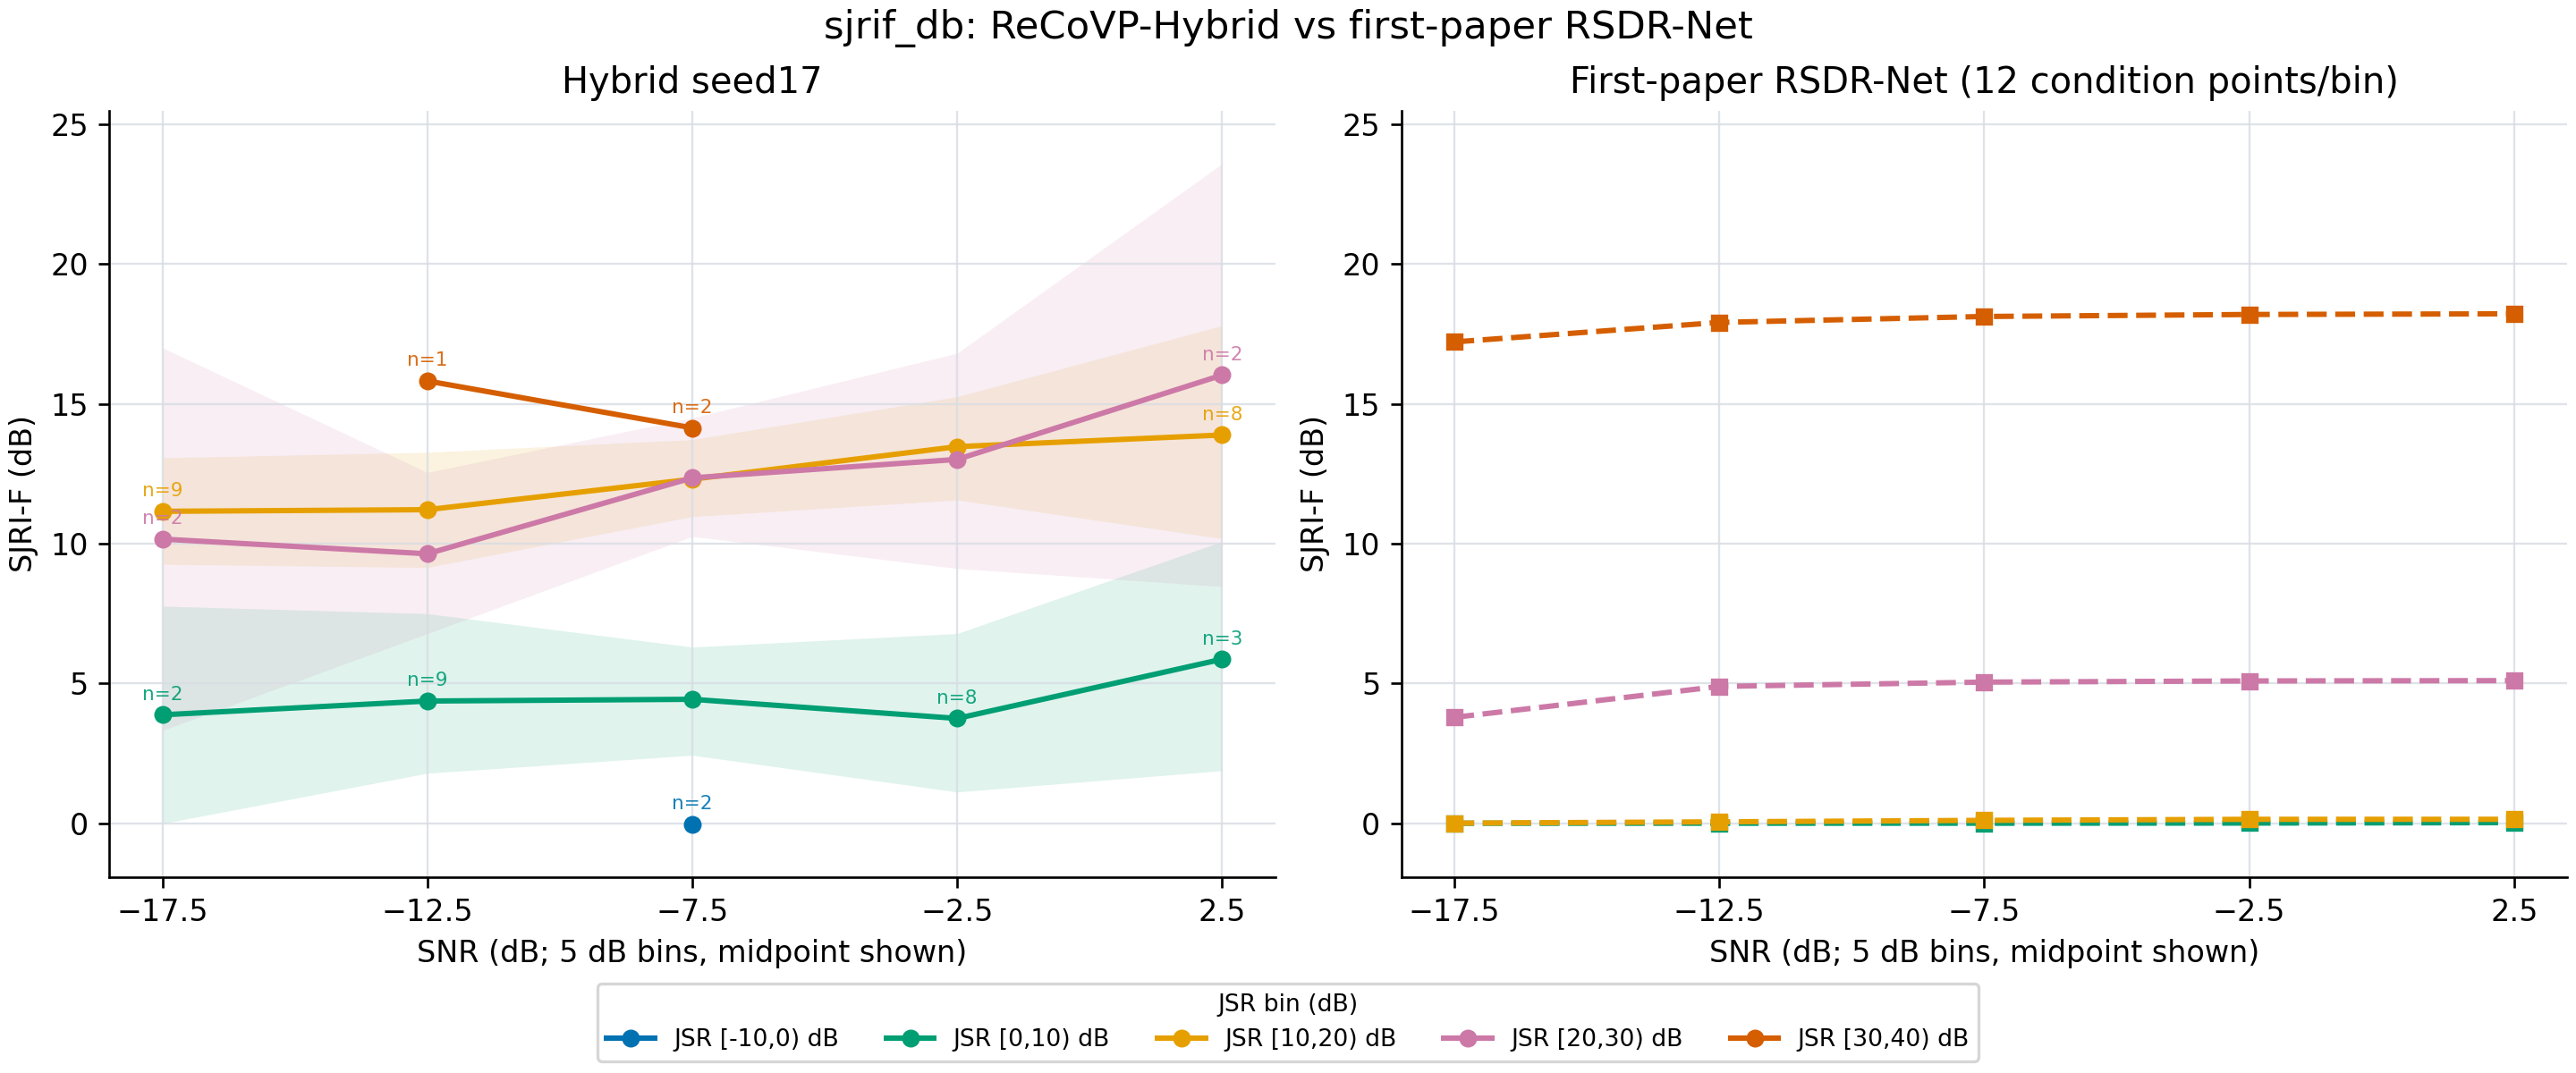 sjrif_db: ReCoVP-Hybrid vs first-paper RSDR-Net
Hybrid seed17
25
20
15
10
5
0
SJRI-F (dB)
n=1
n=2
n=2
n=8
n=9
n=2
n=2
n=9
n=8
n=3
n=2
−17.5
−12.5
−7.5
−2.5
2.5
SNR (dB; 5 dB bins, midpoint shown)
First-paper RSDR-Net (12 condition points/bin)
25
20
15
10
5
0
SJRI-F (dB)
−17.5
−12.5
−7.5
−2.5
2.5
SNR (dB; 5 dB bins, midpoint shown)
JSR bin (dB)
JSR [-10,0) dB
JSR [0,10) dB
JSR [10,20) dB
JSR [20,30) dB
JSR [30,40) dB